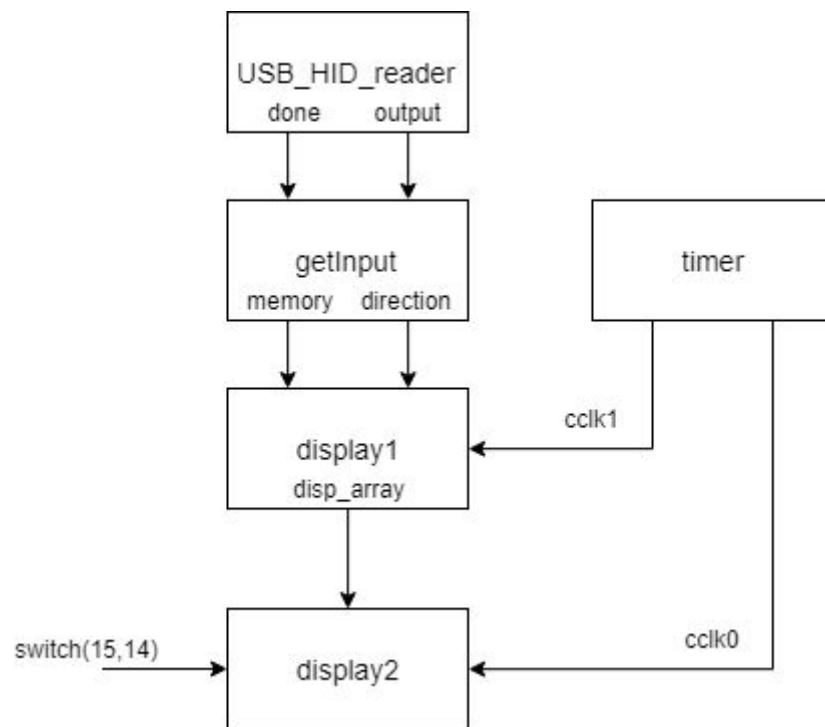 USB_HID_reader
done output
getInput
memory direction
timer
cclk1
display1
disp_array
switch(15,14)
display2
cclk0